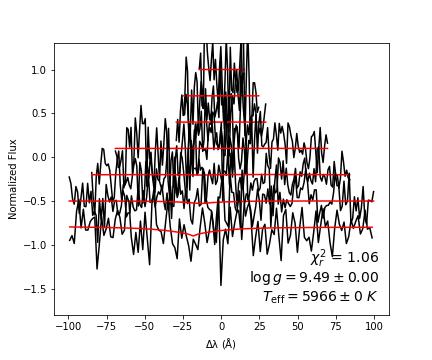 1.0
0.5
0.0
−0.5
−1.0
−1.5
Normalized Flux
χ²ᵣ = 1.06
log g = 9.49 ± 0.00
T_eff = 5966 ± 0 K
−100 −75 −50 −25 0 25 50 75 100
Δλ (Å)